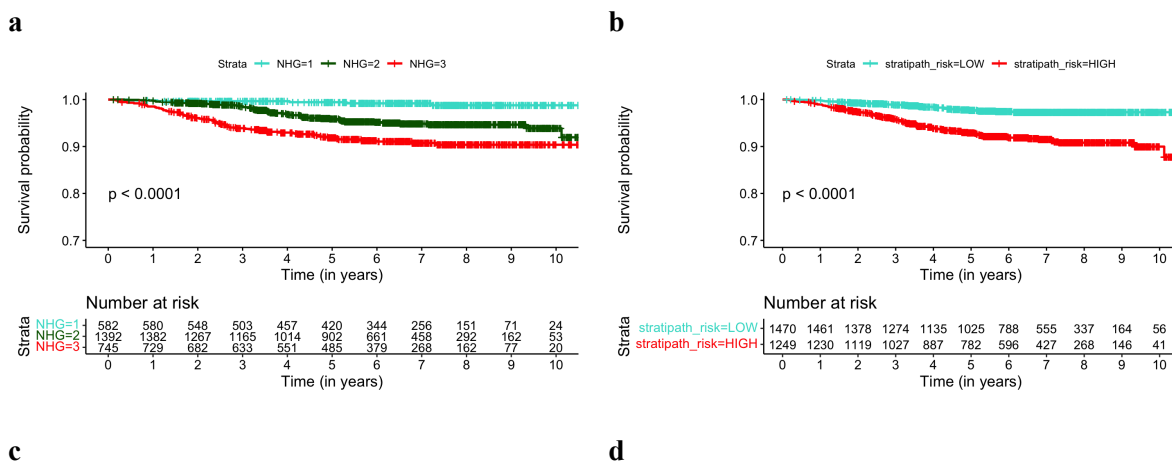 a
Strata NHG=1 NHG=2 NHG=3
Survival probability
1.0
0.9
0.8
0.7
p < 0.0001
0 1 2 3 4 5 6 7 8 9 10
Time (in years)
Number at risk
Strata
NHG=1 582 580 548 503 457 420 344 256 151 71 24
NHG=2 1392 1382 1267 1165 1014 902 661 458 292 162 53
NHG=3 745 729 682 633 551 485 379 268 162 77 20
0 1 2 3 4 5 6 7 8 9 10
Time (in years)
b
Strata stratipath_risk=LOW stratipath_risk=HIGH
Survival probability
1.0
0.9
0.8
0.7
p < 0.0001
0 1 2 3 4 5 6 7 8 9 10
Time (in years)
Number at risk
Strata
stratipath_risk=LOW 1470 1461 1378 1274 1135 1025 788 555 337 164 56
stratipath_risk=HIGH 1249 1230 1119 1027 887 782 596 427 268 146 41
0 1 2 3 4 5 6 7 8 9 10
Time (in years)
c
d